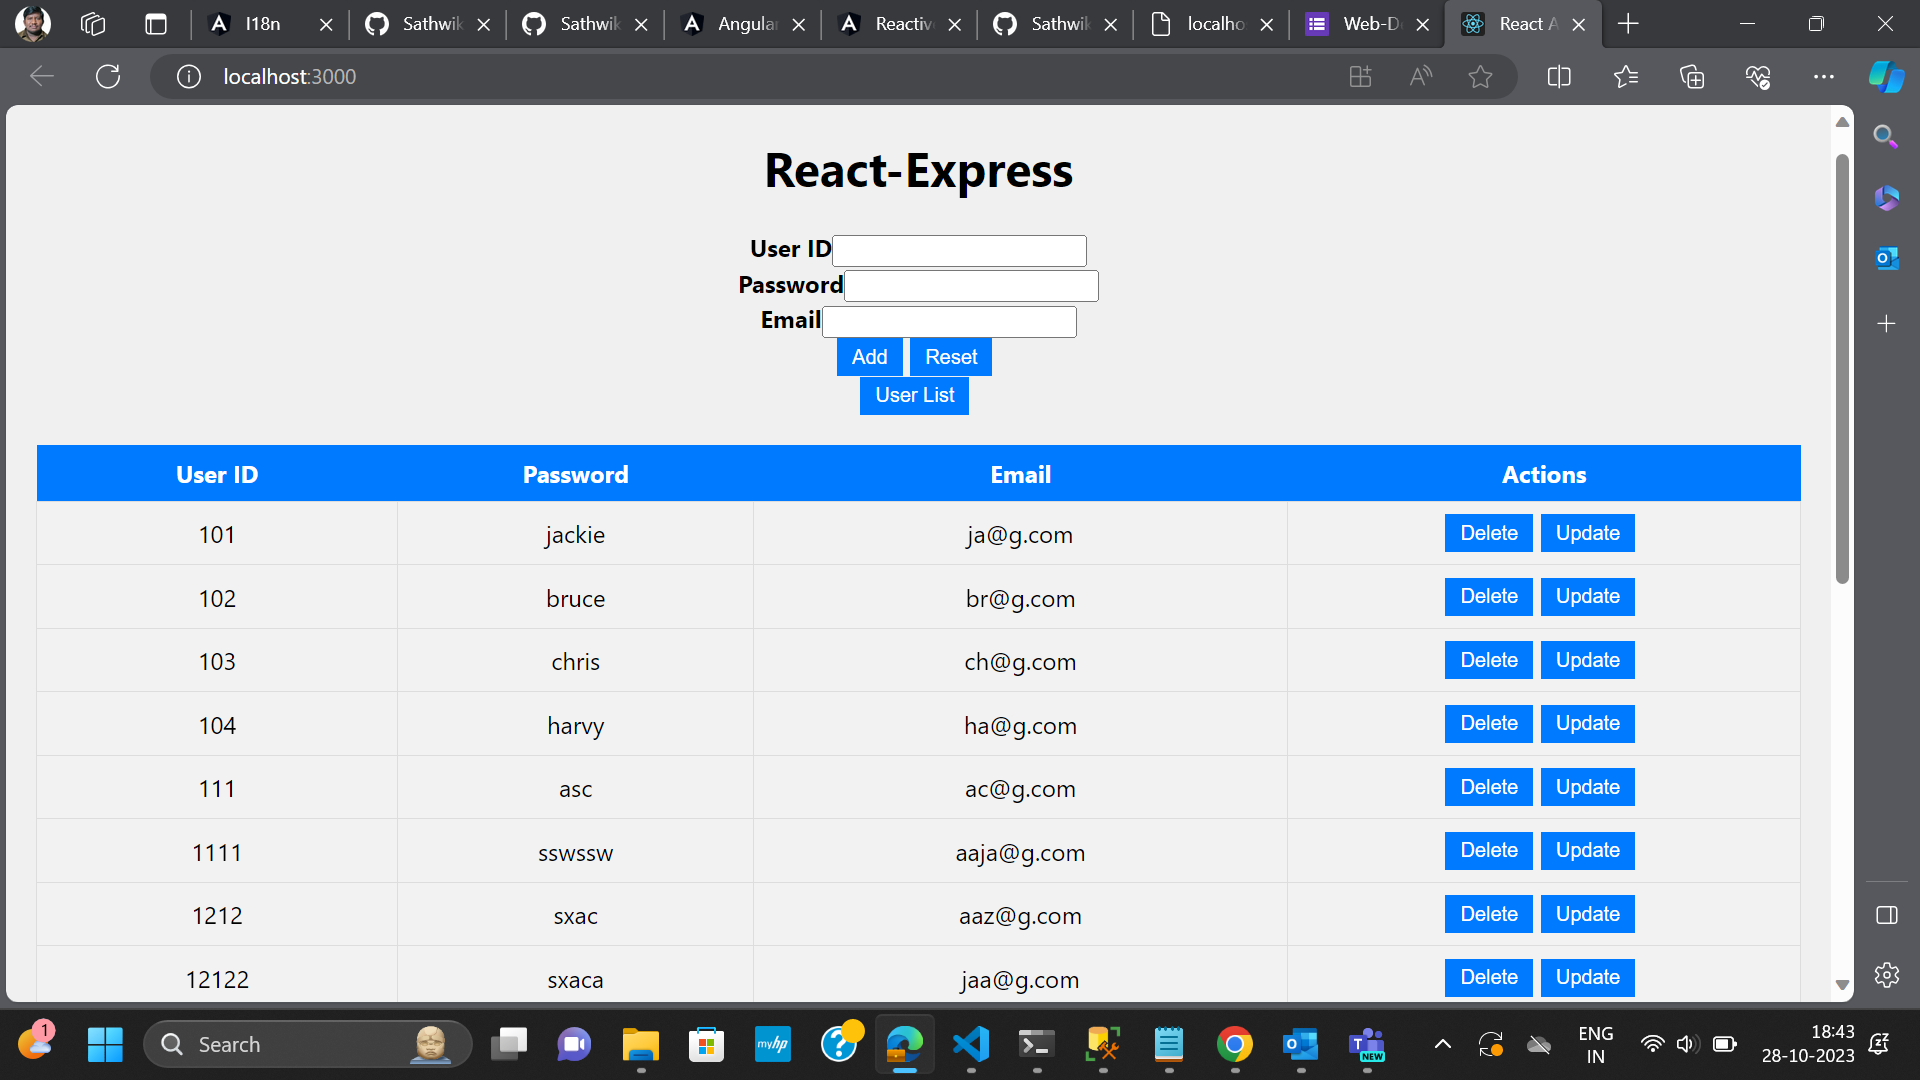 I18n Sathwik Sathwik Angular Reactive Sathwik localho Web-D React A
localhost:3000
React-Express
User ID
Password
Email
Add Reset
User List
User ID Password Email Actions
101 jackie ja@g.com Delete Update
102 bruce br@g.com Delete Update
103 chris ch@g.com Delete Update
104 harvy ha@g.com Delete Update
111 asc ac@g.com Delete Update
1111 sswssw aaja@g.com Delete Update
1212 sxac aaz@g.com Delete Update
12122 sxaca jaa@g.com Delete Update
1 Search myhp NEW ENG 18:43
IN 28-10-2023